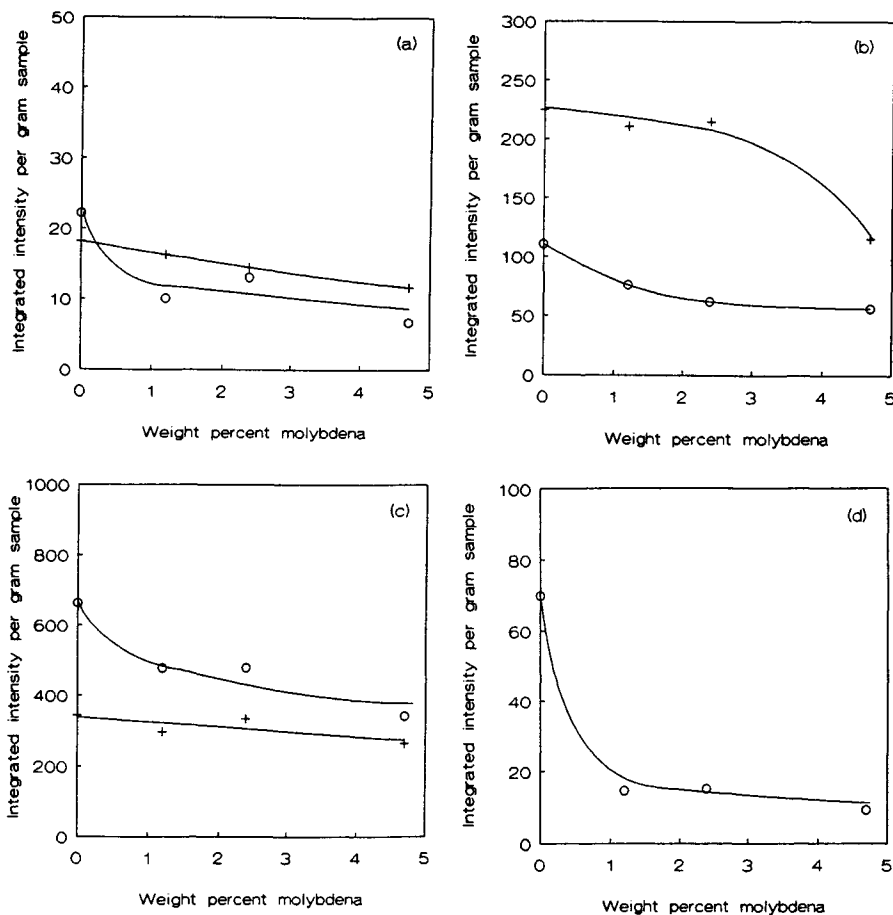 (a)
Integrated intensity per gram sample
50
40
30
20
10
0
0 1 2 3 4 5
Weight percent molybdena
(b)
Integrated intensity per gram sample
300
250
200
150
100
50
0
0 1 2 3 4 5
Weight percent molybdena
(c)
Integrated intensity per gram sample
1000
800
600
400
200
0
0 1 2 3 4 5
Weight percent molybdena
(d)
Integrated intensity per gram sample
100
80
60
40
20
0
0 1 2 3 4 5
Weight percent molybdena